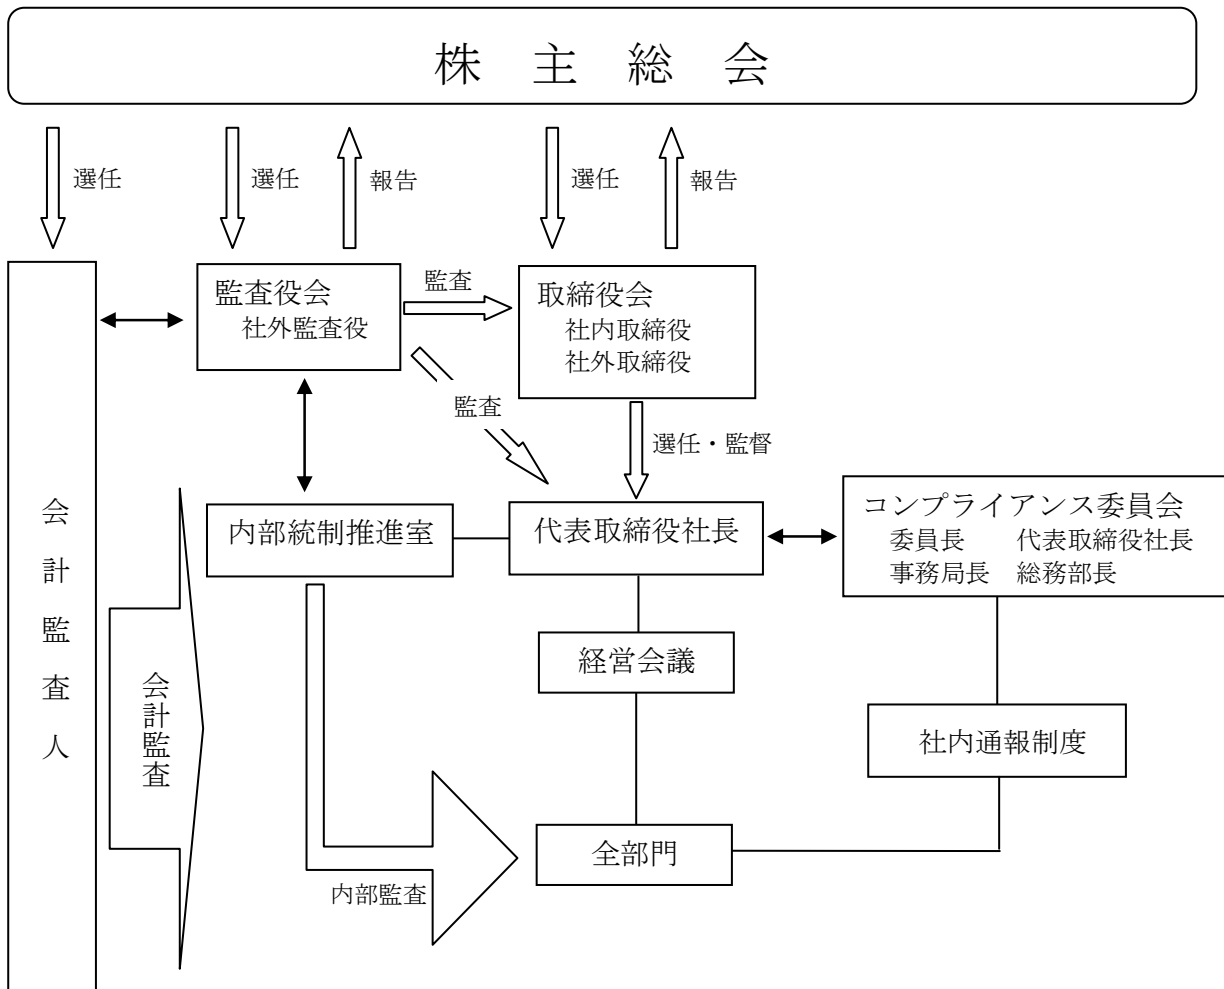 株主総会
選任
選任
報告
選任
報告
監査役会
社外監査役
監査
取締役会
社内取締役
社外取締役
監査
選任・監督
会計監査人
内部統制推進室
代表取締役社長
コンプライアンス委員会
委員長 代表取締役社長
事務局長 総務部長
経営会議
会計監査
社内通報制度
全部門
内部監査